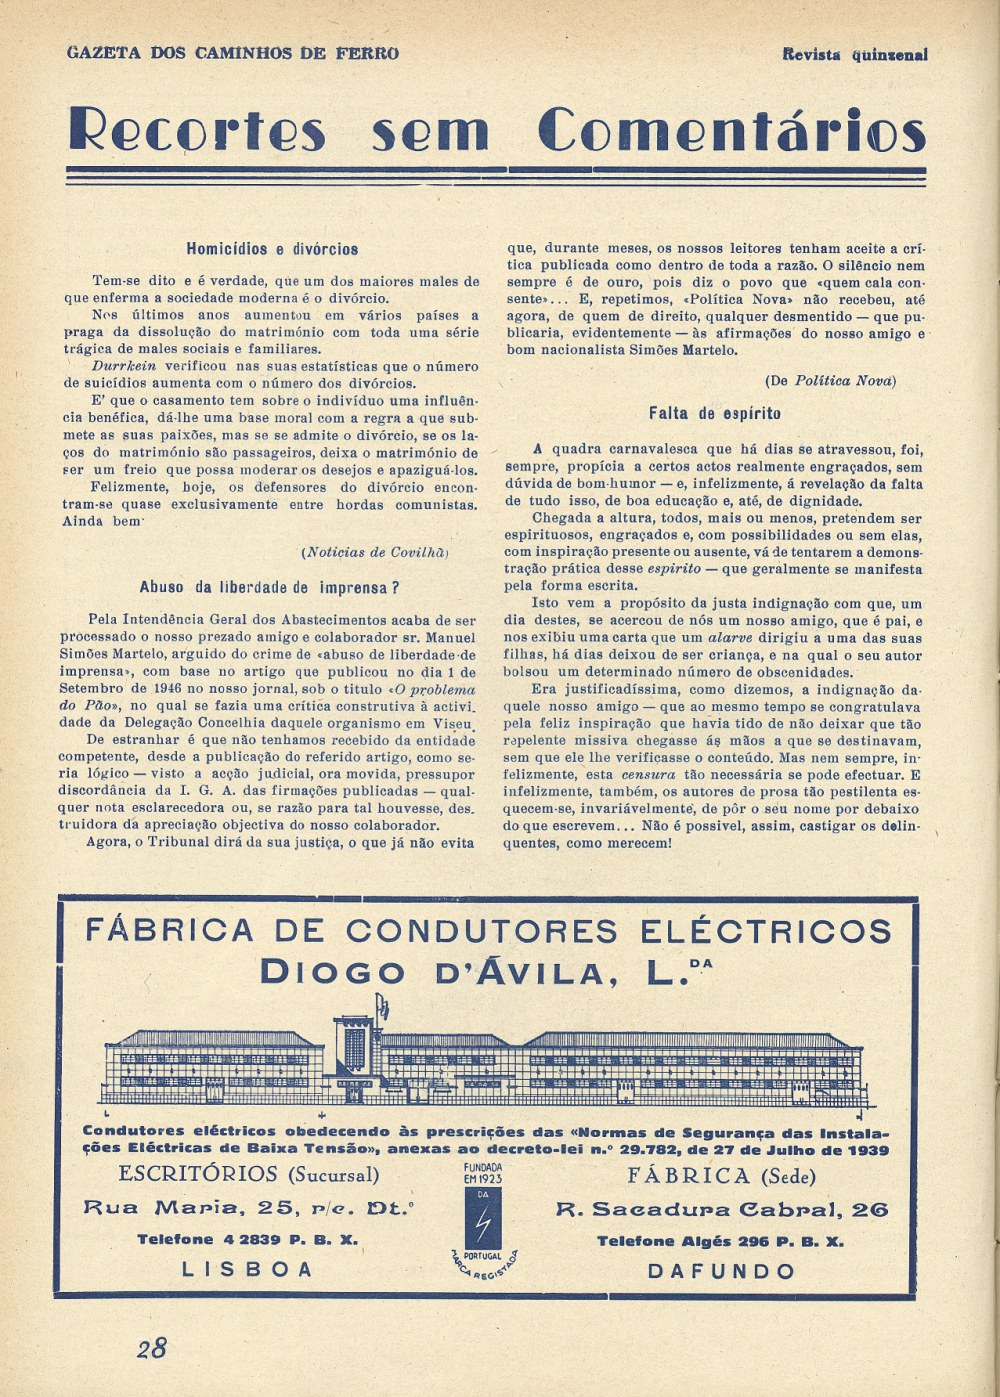 GAZETA DOS CAMINHOS DE FERRO
Revista quinzenal
Recortes sem Comentários
Homicídios e divórcios
Tem-se dito e é verdade, que um dos maiores males de
que enferma a sociedade moderna é o divórcio.
Nos últimos anos aumentou em vários países a
praga da dissolução do matrimónio com toda uma série
trágica de males sociais e familiares.
Durrkein verificou nas suas estatísticas que o número
de suicídios aumenta com o número dos divórcios.
E' que o casamento tem sobre o indivíduo uma influên-
cia benéfica, dá-lhe uma base moral com a regra a que sub-
mete as suas paixões, mas se se admite o divórcio, se os la-
ços do matrimónio são passageiros, deixa o matrimónio de
ser um freio que possa moderar os desejos e apaziguá-los.
Felizmente, hoje, os defensores do divórcio encon-
tram-se quase exclusivamente entre hordas comunistas.
Ainda bem·
(Noticias de Covilhã)
Abuso da liberdade de imprensa?
Pela Intendência Geral dos Abastecimentos acaba de ser
processado o nosso prezado amigo e colaborador sr. Manuel
Simões Martelo, arguido do crime de «abuso de liberdade de
imprensa», com base no artigo que publicou no dia 1 de
Setembro de 1946 no nosso jornal, sob o titulo «O problema
do Pão», no qual se fazia uma crítica construtiva à activi.
dade da Delegação Concelhia daquele organismo em Viseu.
De estranhar é que não tenhamos recebido da entidade
competente, desde a publicação do referido artigo, como se-
ria lógico — visto a acção judicial, ora movida, pressupor
discordância da I. G. A. das firmações publicadas — qual-
quer nota esclarecedora ou, se razão para tal houvesse, des.
truidora da apreciação objectiva do nosso colaborador.
Agora, o Tribunal dirá da sua justiça, o que já não evita
que, durante meses, os nossos leitores tenham aceite a crí-
tica publicada como dentro de toda a razão. O silêncio nem
sempre é de ouro, pois diz o povo que «quem cala con-
sente»... E, repetimos, «Política Nova» não recebeu, até
agora, de quem de direito, qualquer desmentido — que pu-
blicaria, evidentemente — às afirmações do nosso amigo e
bom nacionalista Simões Martelo.
(De Política Nova)
Falta de espírito
A quadra carnavalesca que há dias se atravessou, foi,
sempre, propícia a certos actos realmente engraçados, sem
dúvida de bom-humor — e, infelizmente, á revelação da falta
de tudo isso, de boa educação e, até, de dignidade.
Chegada a altura, todos, mais ou menos, pretendem ser
espirituosos, engraçados e, com possibilidades ou sem elas,
com inspiração presente ou ausente, vá de tentarem a demons-
tração prática desse espirito — que geralmente se manifesta
pela forma escrita.
Isto vem a propósito da justa indignação com que, um
dia destes, se acercou de nós um nosso amigo, que é pai, e
nos exibiu uma carta que um alarve dirigiu a uma das suas
filhas, há dias deixou de ser criança, e na qual o seu autor
bolsou um determinado número de obscenidades.
Era justificadíssima, como dizemos, a indignação da-
quele nosso amigo — que ao mesmo tempo se congratulava
pela feliz inspiração que havia tido de não deixar que tão
repelente missiva chegasse ás mãos a que se destinavam,
sem que ele lhe verificasse o conteúdo. Mas nem sempre, in-
felizmente, esta censura tão necessária se pode efectuar. E
infelizmente, também, os autores de prosa tão pestilenta es-
quecem-se, invariávelmente, de pôr o seu nome por debaixo
do que escrevem... Não é possivel, assim, castigar os delin-
quentes, como merecem!
FÁBRICA DE CONDUTORES ELÉCTRICOS
DIOGO D'ÁVILA, L.DA
Condutores eléctricos obedecendo às prescrições das «Normas de Segurança das Instala-
ções Eléctricas de Baixa Tensão», anexas ao decreto-lei n.º 29.782, de 27 de Julho de 1939
ESCRITÓRIOS (Sucursal)
Rua Maria, 25, r/c. Dt.º
Telefone 4 2839 P. B. X.
LISBOA
FUNDADA
EM 1923
DA
PORTUGAL
MARCA REGISTADA
FÁBRICA (Sede)
R. Sacadura Cabral, 26
Telefone Algés 296 P. B. X.
DAFUNDO
28